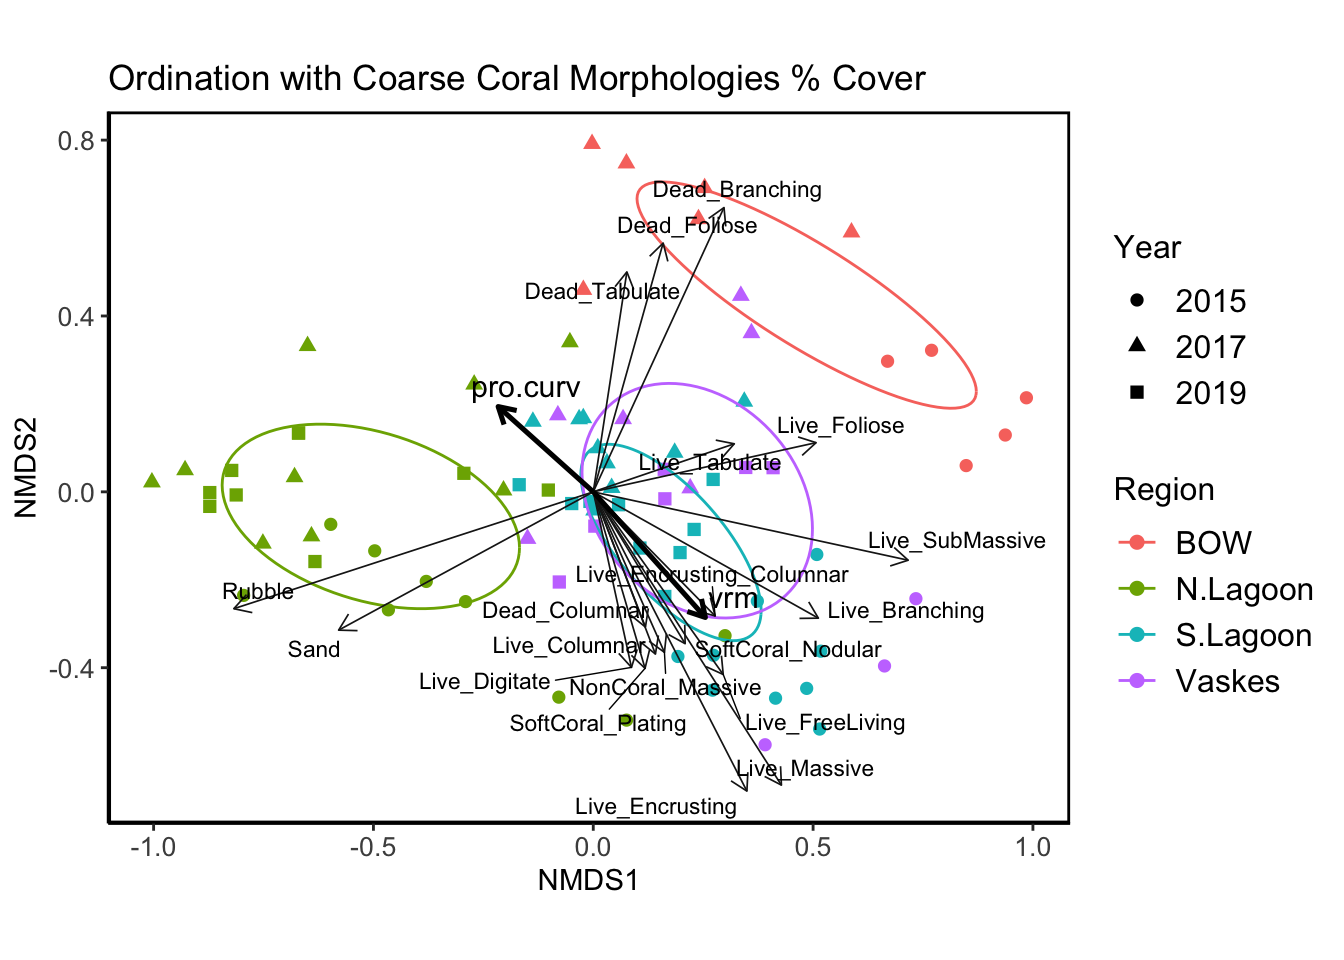 Ordination with Coarse Coral Morphologies % Cover
0.8
0.4
0.0
-0.4
NMDS2
Dead_Branching
Dead_Foliose
Dead_Tabulate
pro.curv
Live_Foliose
Live_Tabulate
Live_SubMassive
Live_Encrusting_Columnar
Rubble
vrm
Dead_Columnar
Live_Branching
Sand
Live_Columnar
SoftCoral_Nodular
Live_Digitate
NonCoral_Massive
SoftCoral_Plating
Live_FreeLiving
Live_Massive
Live_Encrusting
-1.0
-0.5
0.0
0.5
1.0
NMDS1
Year
2015
2017
2019
Region
BOW
N.Lagoon
S.Lagoon
Vaskes